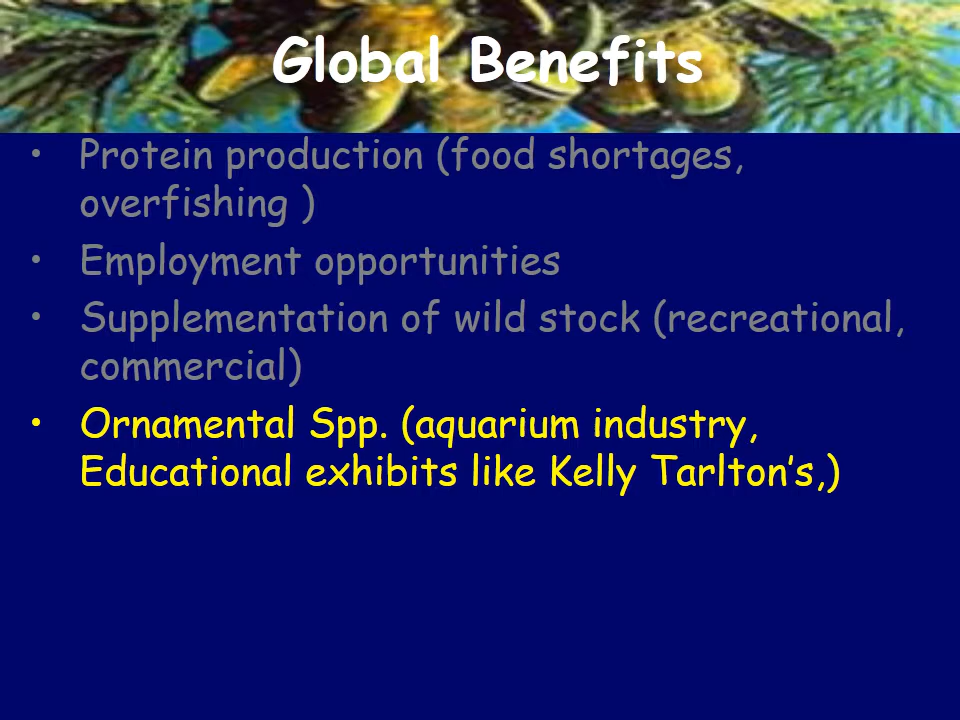 Global Benefits
• Protein production (food shortages,
overfishing )
• Employment opportunities
• Supplementation of wild stock (recreational,
commercial)
• Ornamental Spp. (aquarium industry,
Educational exhibits like Kelly Tarlton’s,)